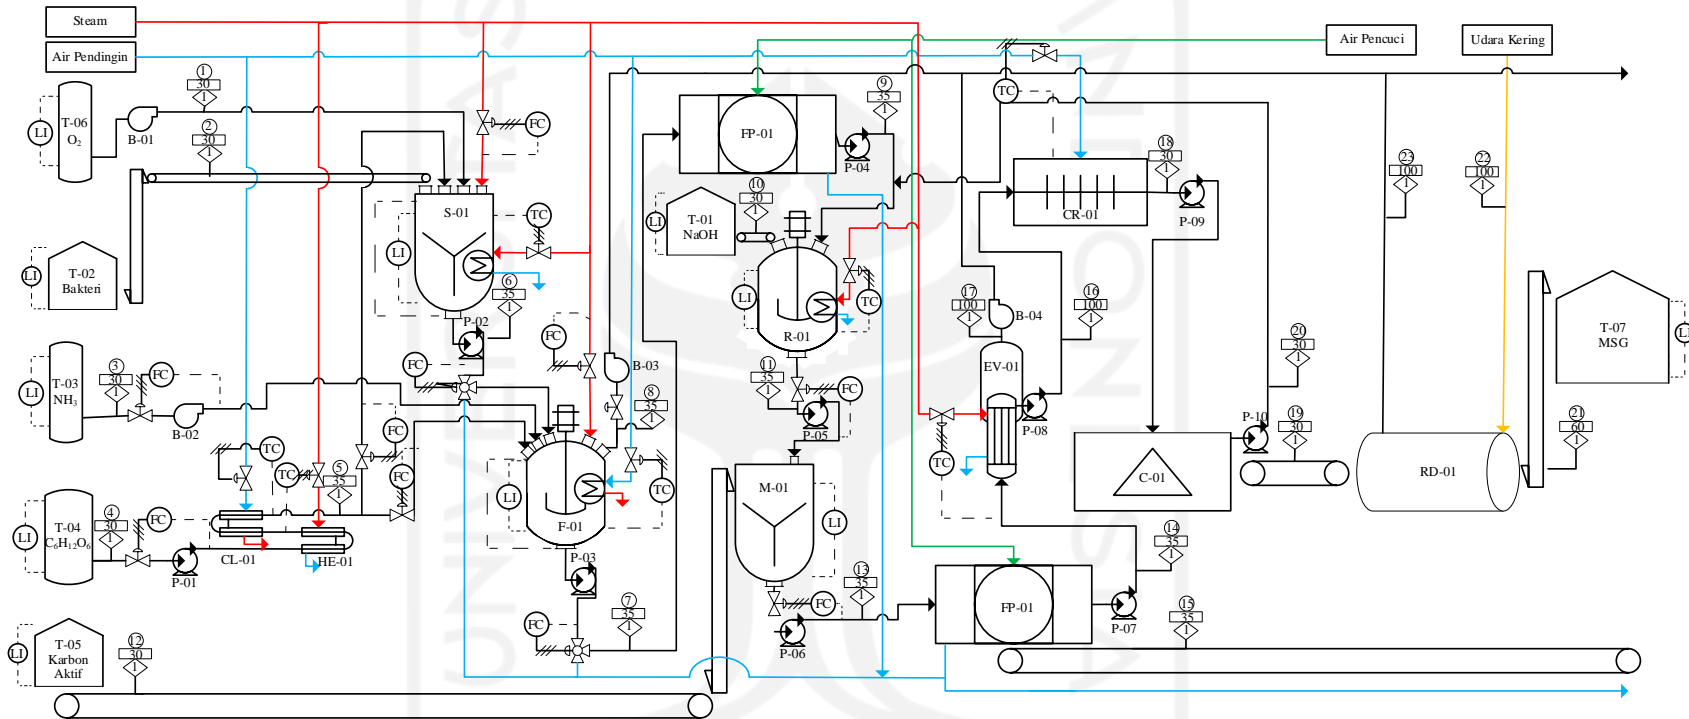 Steam
Air Pendingin
Air Pencuci
Udara Kering
1
30
1
2
30
1
LI
T-06
O₂
B-01
FC
TC
9
35
1
FP-01
P-04
18
30
1
CR-01
P-09
23
100
1
22
100
1
LI
T-02
Bakteri
S-01
LI
TC
6
35
1
P-02
LI
T-01
NaOH
10
30
1
LI
R-01
TC
17
100
1
B-04
16
100
1
20
30
1
T-07
MSG
LI
LI
T-03
NH₃
3
30
1
FC
B-02
FC
FC
B-03
8
35
1
11
35
1
FC
P-05
EV-01
P-08
TC
C-01
P-10
19
30
1
RD-01
21
60
1
LI
T-04
C₆H₁₂O₆
4
30
1
FC
P-01
TC
TC
5
35
1
CL-01
HE-01
FC
FC
LI
F-01
TC
P-03
M-01
LI
FC
7
35
1
FC
P-06
13
35
1
FP-01
P-07
14
35
1
15
35
1
LI
T-05
Karbon
Aktif
12
30
1
UNIVERSITAS
INDONESIA